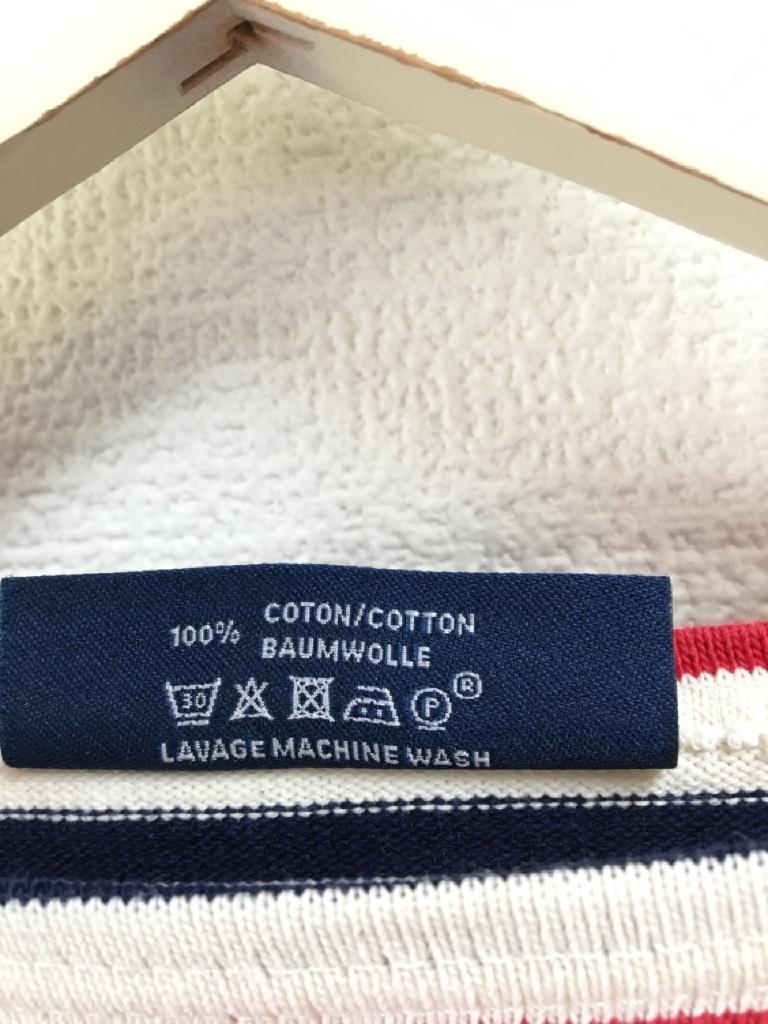 100% COTON/COTTON
BAUMWOLLE
30 P ®
LAVAGE MACHINE WASH